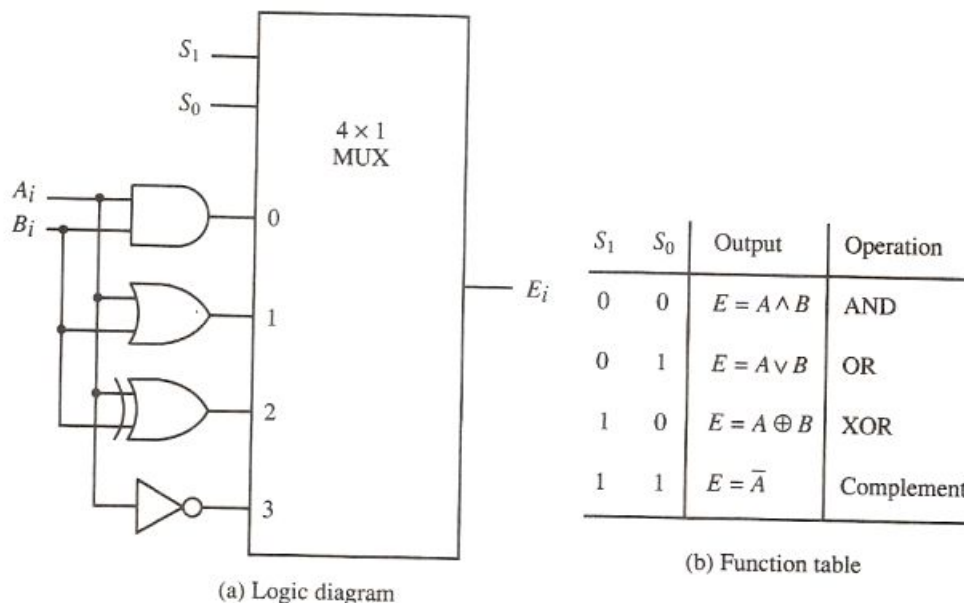 S₁
S₀
4 × 1
MUX
Aᵢ
Bᵢ
0
1
2
3
Eᵢ
(a) Logic diagram
S₁ S₀ Output Operation
0 0 E = A ∧ B AND
0 1 E = A ∨ B OR
1 0 E = A ⊕ B XOR
1 1 E = A̅ Complement
(b) Function table